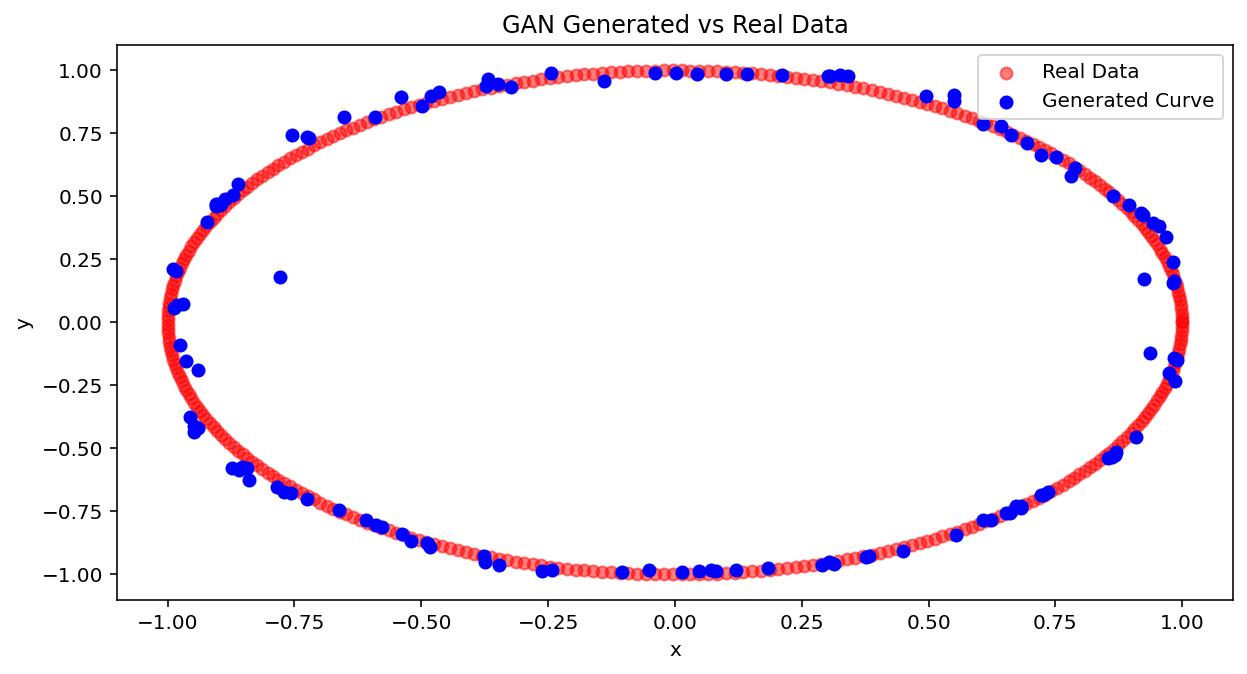 GAN Generated vs Real Data
1.00
0.75
0.50
0.25
0.00
−0.25
−0.50
−0.75
−1.00
y
Real Data
Generated Curve
−1.00 −0.75 −0.50 −0.25 0.00 0.25 0.50 0.75 1.00
x